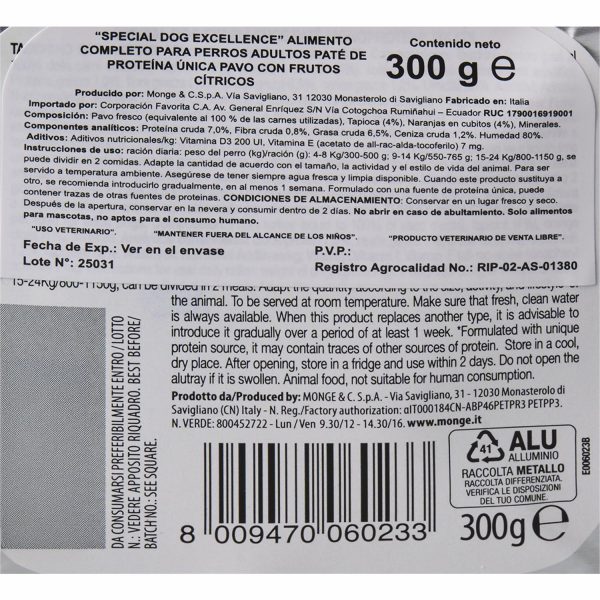 "SPECIAL DOG EXCELLENCE" ALIMENTO
COMPLETO PARA PERROS ADULTOS PATÉ DE
PROTEÍNA ÚNICA PAVO CON FRUTOS
CÍTRICOS
Contenido neto
300 g ℮
Producido por: Monge & C.S.p.A. Via Savigliano, 31 12030 Monasterolo di Savigliano Fabricado en: Italia
Importado por: Corporación Favorita C.A. Av. General Enríquez S/N Vía Cotogchoa Rumiñahui – Ecuador RUC 1790016919001
Composición: Pavo fresco (equivalente al 100 % de las carnes utilizadas), Tapioca (4%), Naranjas en cubitos (4%), Minerales.
Componentes analíticos: Proteína cruda 7,0%, Fibra cruda 0,8%, Grasa cruda 6,5%, Ceniza cruda 1,2%. Humedad 80%.
Aditivos: Aditivos nutricionales/kg: Vitamina D3 200 UI, Vitamina E (acetato de all-rac-alda-tocoferilo) 7 mg.
Instrucciones de uso: ración diaria: peso del perro (kg)/ración (g): 4-8 Kg/300-500 g; 9-14 Kg/550-765 g; 15-24 Kg/800-1150 g, se
puede dividir en 2 comidas. Adapte la cantidad de acuerdo con el tamaño, la actividad y el estilo de vida del animal. Para ser
servido a temperatura ambiente. Asegúrese de tener siempre agua fresca y limpia disponible. Cuando este producto sustituya a
otro, se recomienda introducirlo gradualmente, en al menos 1 semana. Formulado con una fuente de proteína única, puede
contener trazas de otras fuentes de proteínas. CONDICIONES DE ALMACENAMIENTO: Conservar en un lugar fresco y seco.
Después de la apertura, conservar en la nevera y consumir dentro de 2 días. No abrir en caso de abultamiento. Solo alimentos
para mascotas, no aptos para el consumo humano.
"USO VETERINARIO". "MANTENER FUERA DEL ALCANCE DE LOS NIÑOS". "PRODUCTO VETERINARIO DE VENTA LIBRE".
Fecha de Exp.: Ver en el envase
P.V.P.:
Lote N°: 25031
Registro Agrocalidad No.: RIP-02-AS-01380
15-24Kg/800-1150g, can be divided in 2 meals. Adapt the quantity according to the size, activity, and lifestyle of
the animal. To be served at room temperature. Make sure that fresh, clean water
is always available. When this product replaces another type, it is advisable to
introduce it gradually over a period of at least 1 week. *Formulated with unique
protein source, it may contain traces of other sources of protein. Store in a cool,
dry place. After opening, store in a fridge and use within 2 days. Do not open the
alutray if it is swollen. Animal food, not suitable for human consumption.
Prodotto da/Produced by: MONGE & C. S.p.A. - Via Savigliano, 31 - 12030 Monasterolo di
Savigliano (CN) Italy - N. Reg./Factory authorization: αIT000184CN-ABP46PETPR3 PETPP3.
N. VERDE: 800452722 - Lun / Ven 9.30/12 - 14.30/16. www.monge.it
DA CONSUMARSI PREFERIBILMENTE ENTRO / LOTTO
N.: VEDERE APPOSITO RIQUADRO. BEST BEFORE/
BATCH NO.: SEE SQUARE.
8 009470 060233
41
ALU
ALLUMINIO
RACCOLTA METALLO
RACCOLTA DIFFERENZIATA.
VERIFICA LE DISPOSIZIONI
DEL TUO COMUNE.
300g ℮
E006023B